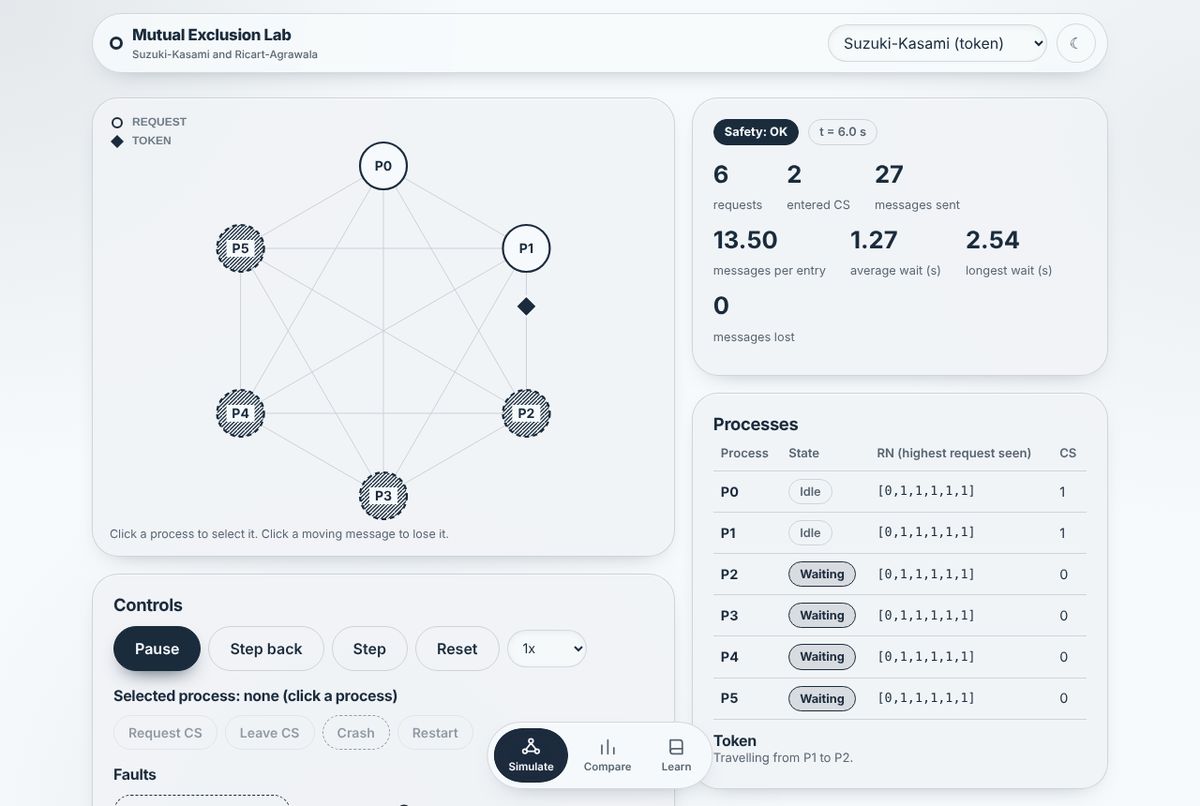 Mutual Exclusion Lab
Suzuki-Kasami and Ricart-Agrawala
Suzuki-Kasami (token)
REQUEST
TOKEN
P0
P5
P1
P4
P2
P3
Click a process to select it. Click a moving message to lose it.
Controls
Pause Step back Step Reset 1x
Selected process: none (click a process)
Request CS Leave CS Crash Restart
Faults
Safety: OK t = 6.0 s
6 2 27
requests entered CS messages sent
13.50 1.27 2.54
messages per entry average wait (s) longest wait (s)
0
messages lost
Processes
Process State RN (highest request seen) CS
P0 Idle [0,1,1,1,1,1] 1
P1 Idle [0,1,1,1,1,1] 1
P2 Waiting [0,1,1,1,1,1] 0
P3 Waiting [0,1,1,1,1,1] 0
P4 Waiting [0,1,1,1,1,1] 0
P5 Waiting [0,1,1,1,1,1] 0
Token
Travelling from P1 to P2.
Simulate Compare Learn